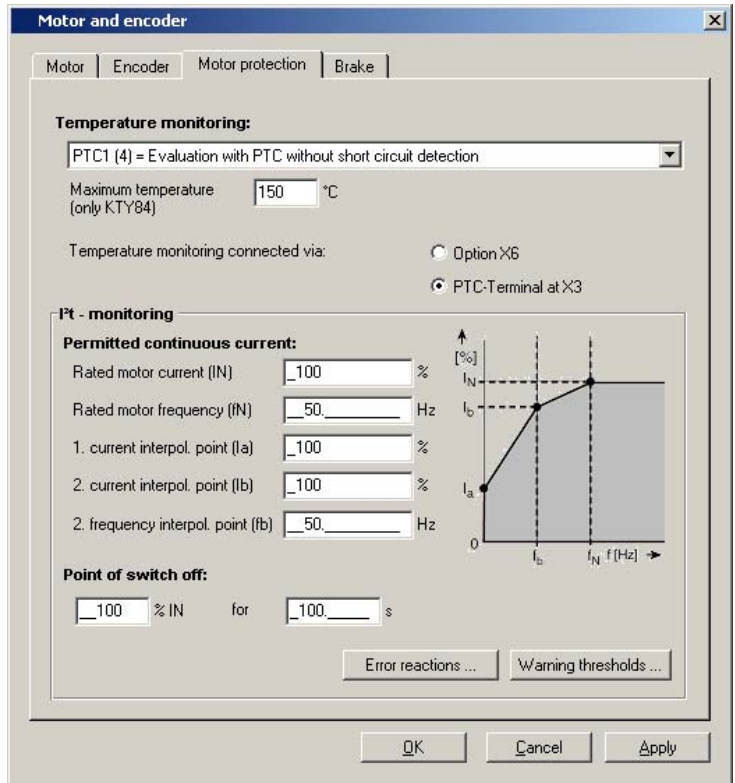 Motor and encoder
Motor Encoder Motor protection Brake
Temperature monitoring:
PTC1 (4) = Evaluation with PTC without short circuit detection
Maximum temperature
(only KTY84)
150 °C
Temperature monitoring connected via:
Option X6
PTC-Terminal at X3
I²t - monitoring
Permitted continuous current:
Rated motor current (IN) _100 %
Rated motor frequency (fN) __50.________ Hz
1. current interpol. point (Ia) _100 %
2. current interpol. point (Ib) _100 %
2. frequency interpol. point (fb) __50.________ Hz
[%]
IN
Ib
Ia
0
fb fN f [Hz]
Point of switch off:
__100 % IN for _100._____ s
Error reactions ... Warning thresholds ...
OK Cancel Apply